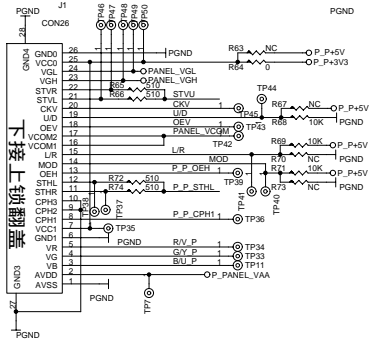 PGND
J1
CON26
TP46
TP47
TP48
TP49
TP50
PGND
28
GND4
GND0 26 PGND
VCC0 25
VGL 24 PANEL_VGL
VGH 23 PANEL_VGH
STVR 22 R65 510
STVL 21 R66 510 STVU
CKV 20 CKV TP45
U/D 19 U/D TP44
OEV 18 OEV TP43
VCOM2 17 PANEL_VCOM
VCOM1 16 TP42
L/R 15 L/R
MOD 14 MOD
OEH 13 P_P_OEH TP39
STHL 12 R72 510
STHR 11 R74 510 P_P_STHL
CPH3 10
CPH2 9
CPH1 8 P_P_CPH1 TP36
VCC1 7 TP35
GND1 6 PGND
VR 5 R/V_P TP34
VG 4 G/Y_P TP33
VB 3 B/U_P TP11
AVDD 2 P_PANEL_VAA
AVSS 1 PGND
TP38
TP37
TP41
TP40
TP7
R63 NC P_P+5V
R64 0 P_P+3V3
R67 NC P_P+5V
R68 10K PGND
R69 10K P_P+5V
R70 NC PGND
R71 10K P_P+5V
R73 NC PGND
GND3
27
PGND
下接上锁翻盖